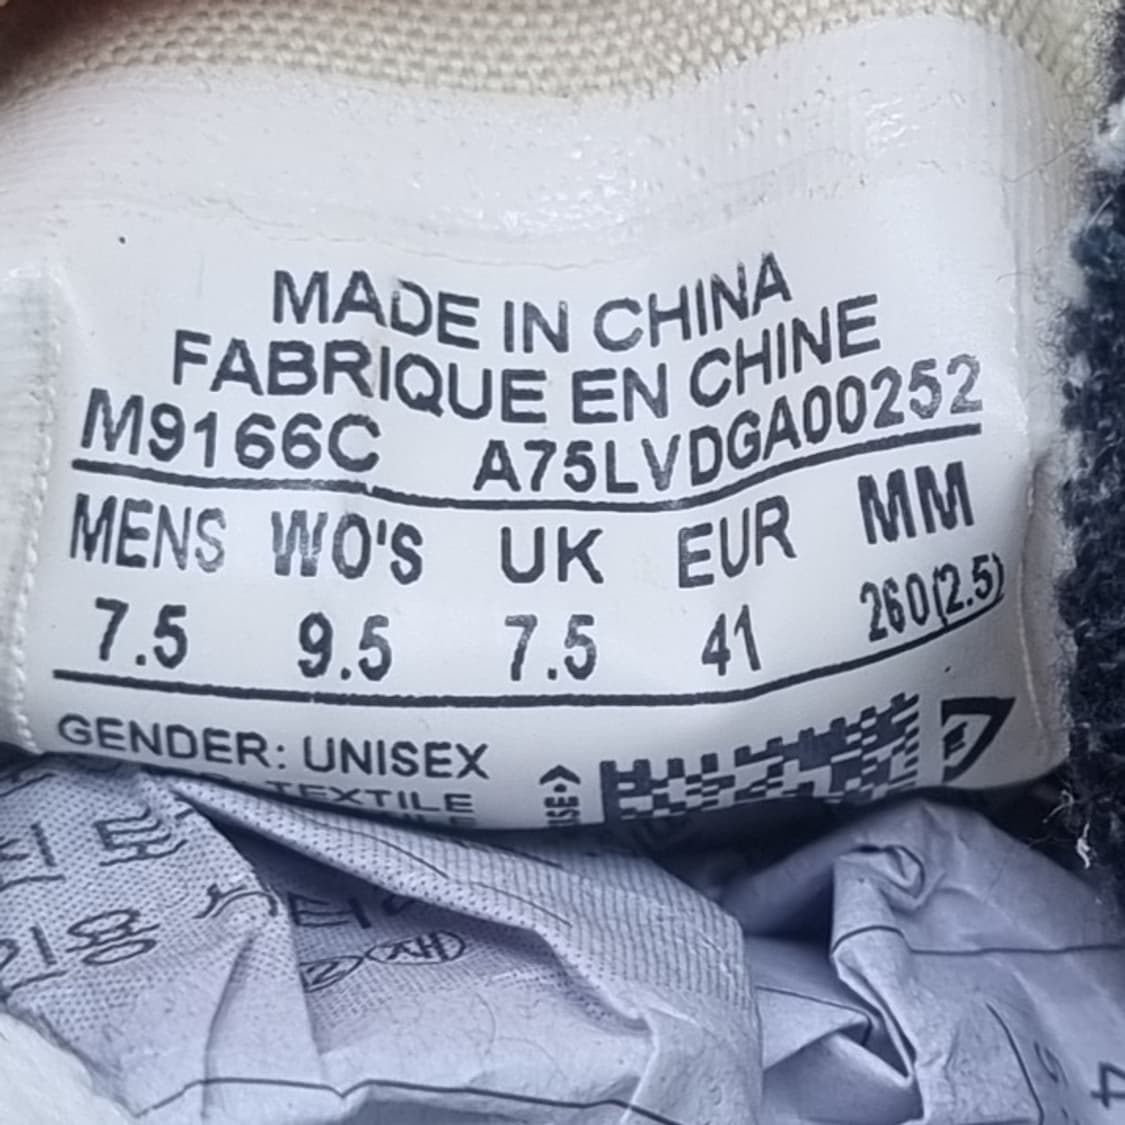 MADE IN CHINA
FABRIQUE EN CHINE
M9166C A75LVDGA00252
MENS WO'S UK EUR MM
7.5 9.5 7.5 41 260(2.5)
GENDER: UNISEX
TEXTILE